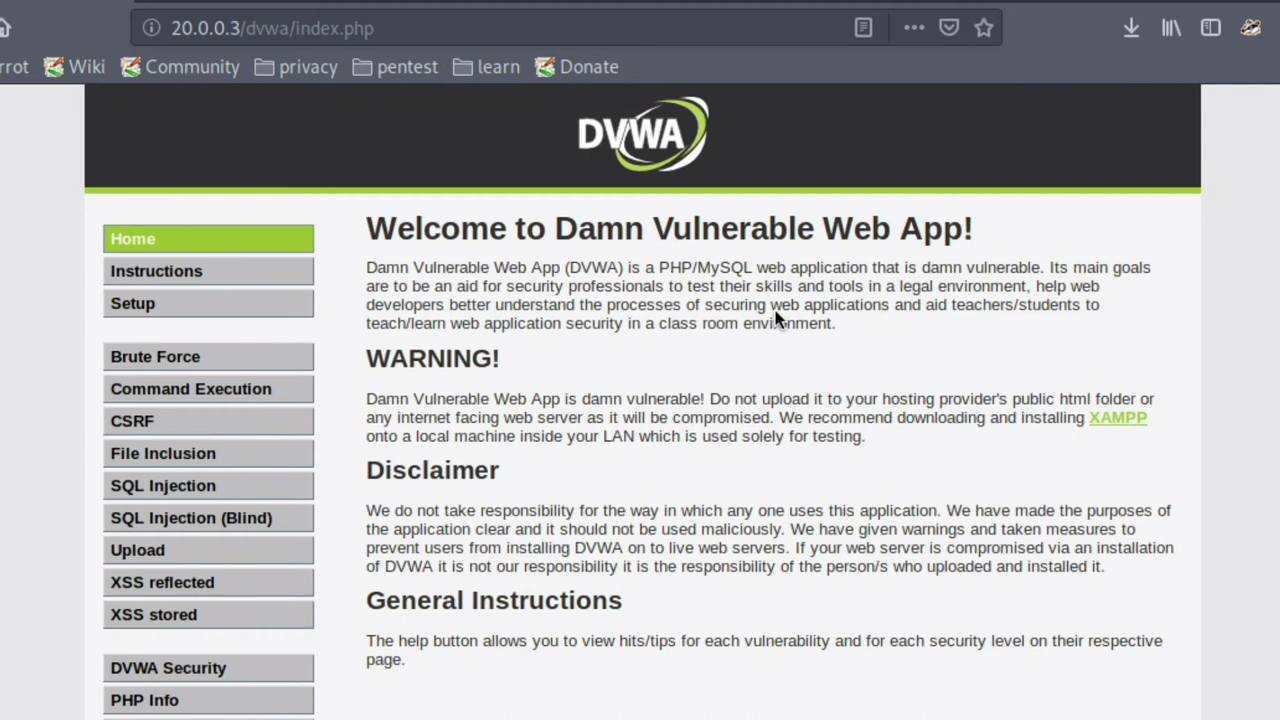 20.0.0.3/dvwa/index.php
rrot Wiki Community privacy pentest learn Donate
DVWA
Home
Instructions
Setup
Brute Force
Command Execution
CSRF
File Inclusion
SQL Injection
SQL Injection (Blind)
Upload
XSS reflected
XSS stored
DVWA Security
PHP Info
Welcome to Damn Vulnerable Web App!
Damn Vulnerable Web App (DVWA) is a PHP/MySQL web application that is damn vulnerable. Its main goals
are to be an aid for security professionals to test their skills and tools in a legal environment, help web
developers better understand the processes of securing web applications and aid teachers/students to
teach/learn web application security in a class room environment.
WARNING!
Damn Vulnerable Web App is damn vulnerable! Do not upload it to your hosting provider's public html folder or
any internet facing web server as it will be compromised. We recommend downloading and installing XAMPP
onto a local machine inside your LAN which is used solely for testing.
Disclaimer
We do not take responsibility for the way in which any one uses this application. We have made the purposes of
the application clear and it should not be used maliciously. We have given warnings and taken measures to
prevent users from installing DVWA on to live web servers. If your web server is compromised via an installation
of DVWA it is not our responsibility it is the responsibility of the person/s who uploaded and installed it.
General Instructions
The help button allows you to view hits/tips for each vulnerability and for each security level on their respective
page.